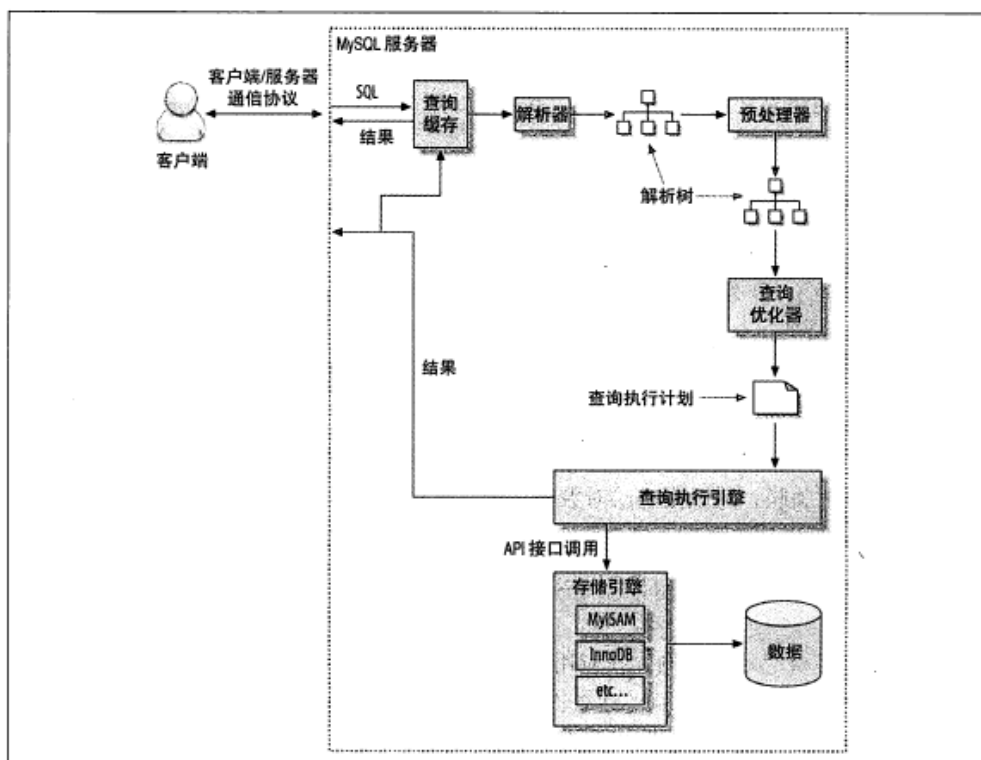 MySQL 服务器
客户端/服务器
通信协议
客户端
SQL
结果
查询
缓存
解析器
预处理器
解析树
查询
优化器
结果
查询执行计划
查询执行引擎
API 接口调用
存储引擎
MyISAM
InnoDB
etc...
数据